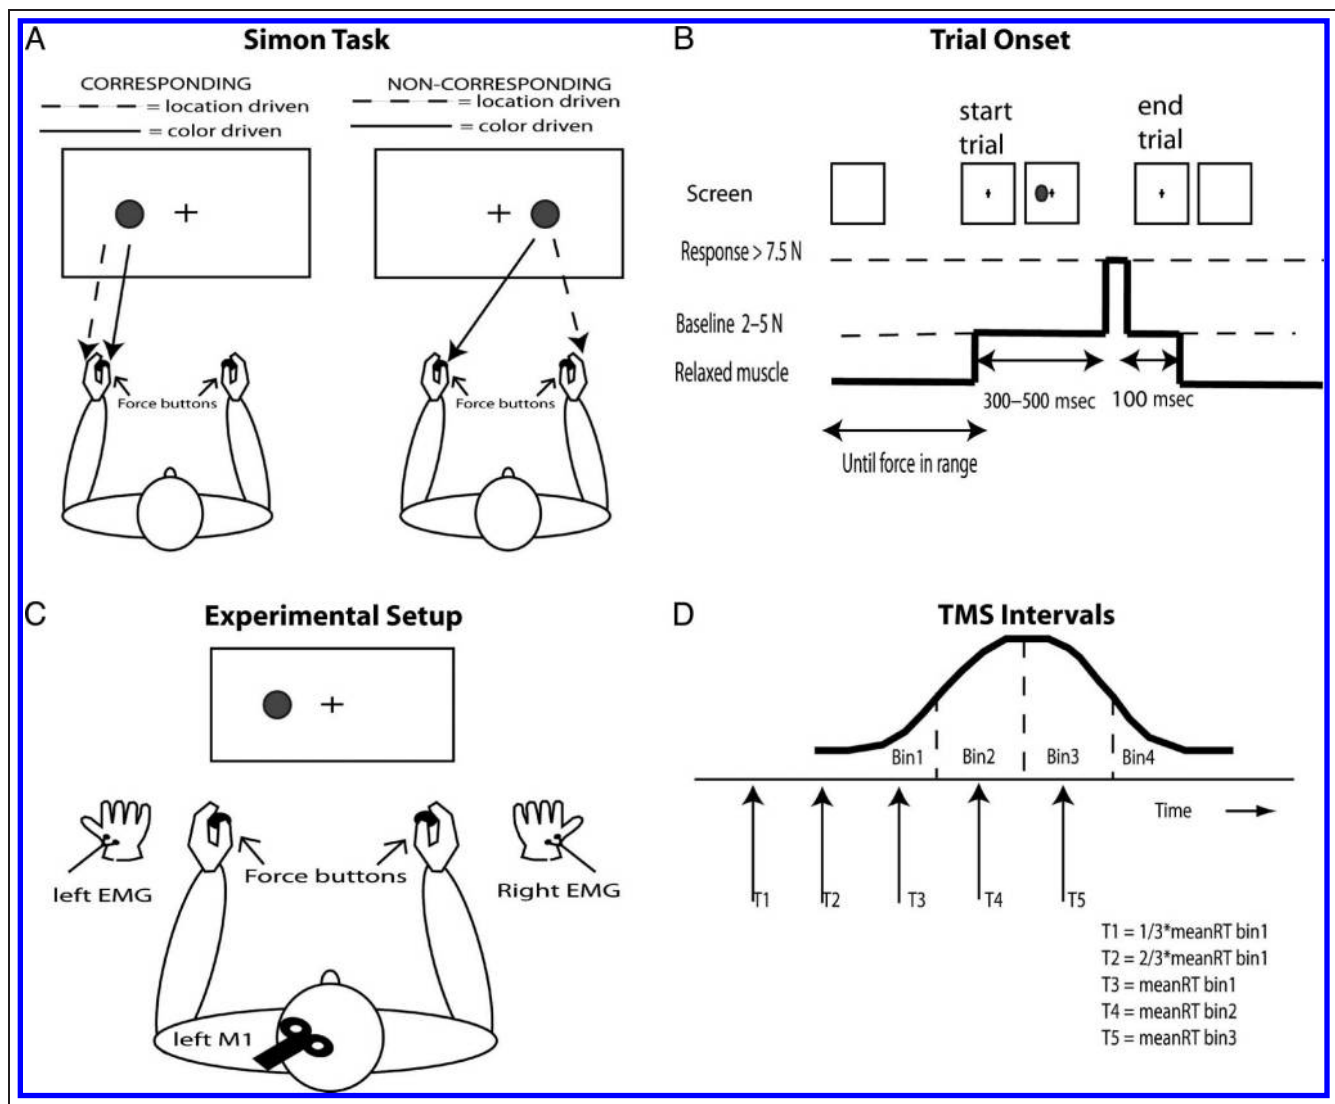 A
Simon Task
CORRESPONDING
= location driven
= color driven
NON-CORRESPONDING
= location driven
= color driven
+
+
Force buttons
Force buttons
B
Trial Onset
start
trial
end
trial
Screen
Response > 7.5 N
Baseline 2–5 N
Relaxed muscle
300–500 msec
100 msec
Until force in range
C
Experimental Setup
+
left EMG
Force buttons
Right EMG
left M1
D
TMS Intervals
Bin1
Bin2
Bin3
Bin4
Time
T1
T2
T3
T4
T5
T1 = 1/3*meanRT bin1
T2 = 2/3*meanRT bin1
T3 = meanRT bin1
T4 = meanRT bin2
T5 = meanRT bin3